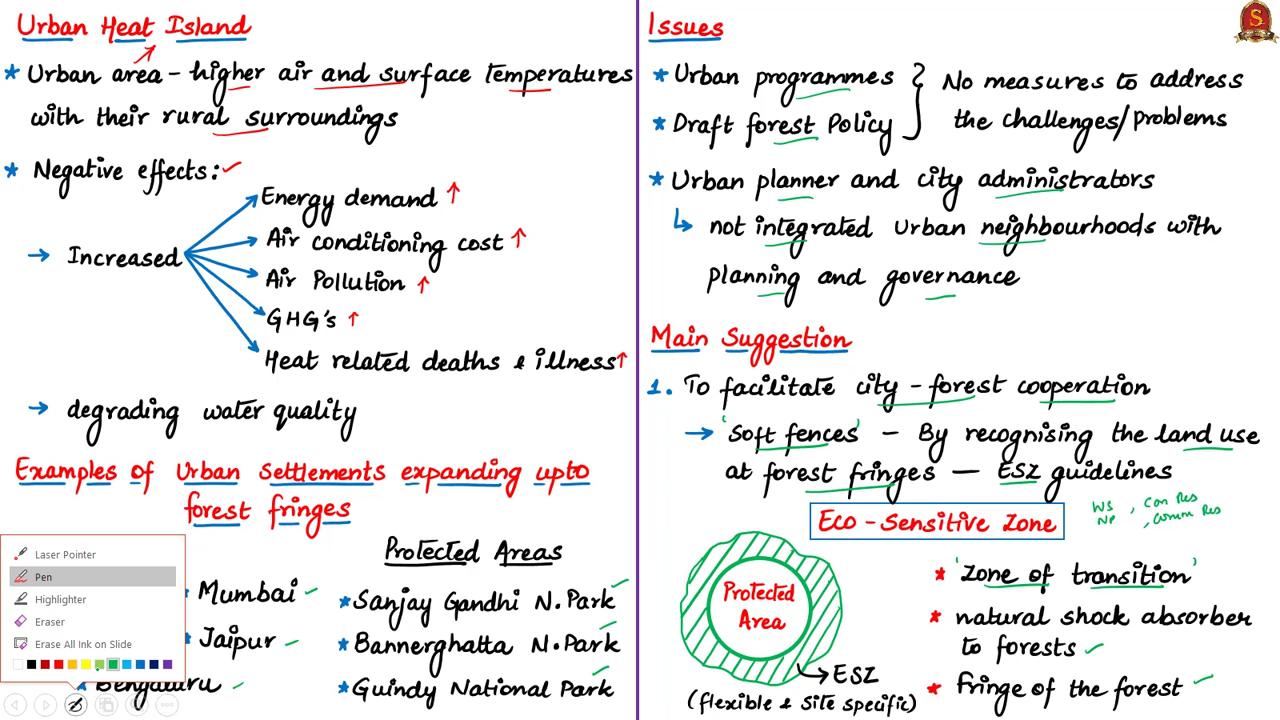 Urban Heat Island
* Urban area - higher air and surface temperatures
with their rural surroundings
* Negative effects:
→ Increased
Energy demand ↑
Air conditioning cost ↑
Air Pollution ↑
GHG's ↑
Heat related deaths & illness ↑
→ degrading water quality
Examples of Urban Settlements expanding upto
forest fringes
Laser Pointer
Pen
Highlighter
Eraser
Erase All Ink on Slide
* Mumbai
* Jaipur
* Bengaluru
Protected Areas
* Sanjay Gandhi N. Park
* Bannerghatta N. Park
* Guindy National Park
Issues
* Urban programmes
* Draft forest Policy
No measures to address
the challenges/problems
* Urban planner and city administrators
↳ not integrated urban neighbourhoods with
planning and governance
Main Suggestion
1. To facilitate city - forest cooperation
→ 'Soft fences' - By recognising the land use
at forest fringes — ESZ guidelines
WS , Con Res
NP , Comm Res
Eco - Sensitive Zone
Protected
Area
→ ESZ
(flexible & site specific)
* 'Zone of transition'
* natural shock absorber
to forests
* Fringe of the forest
S